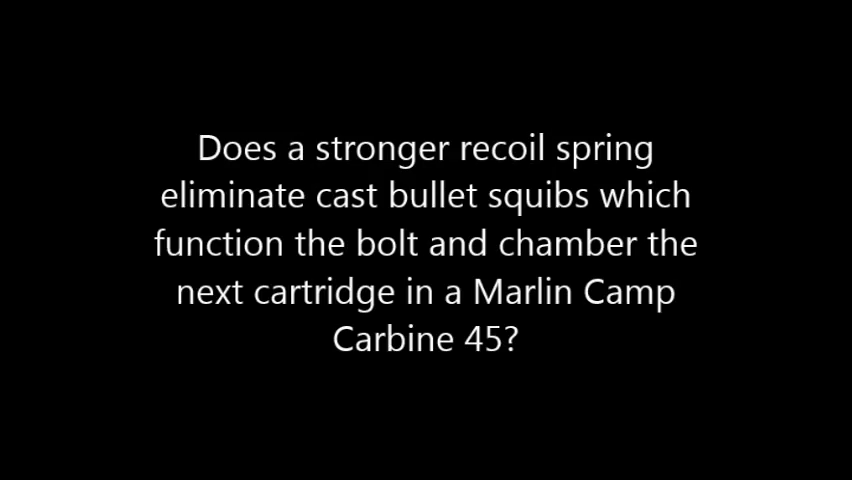 Does a stronger recoil spring
eliminate cast bullet squibs which
function the bolt and chamber the
next cartridge in a Marlin Camp
Carbine 45?